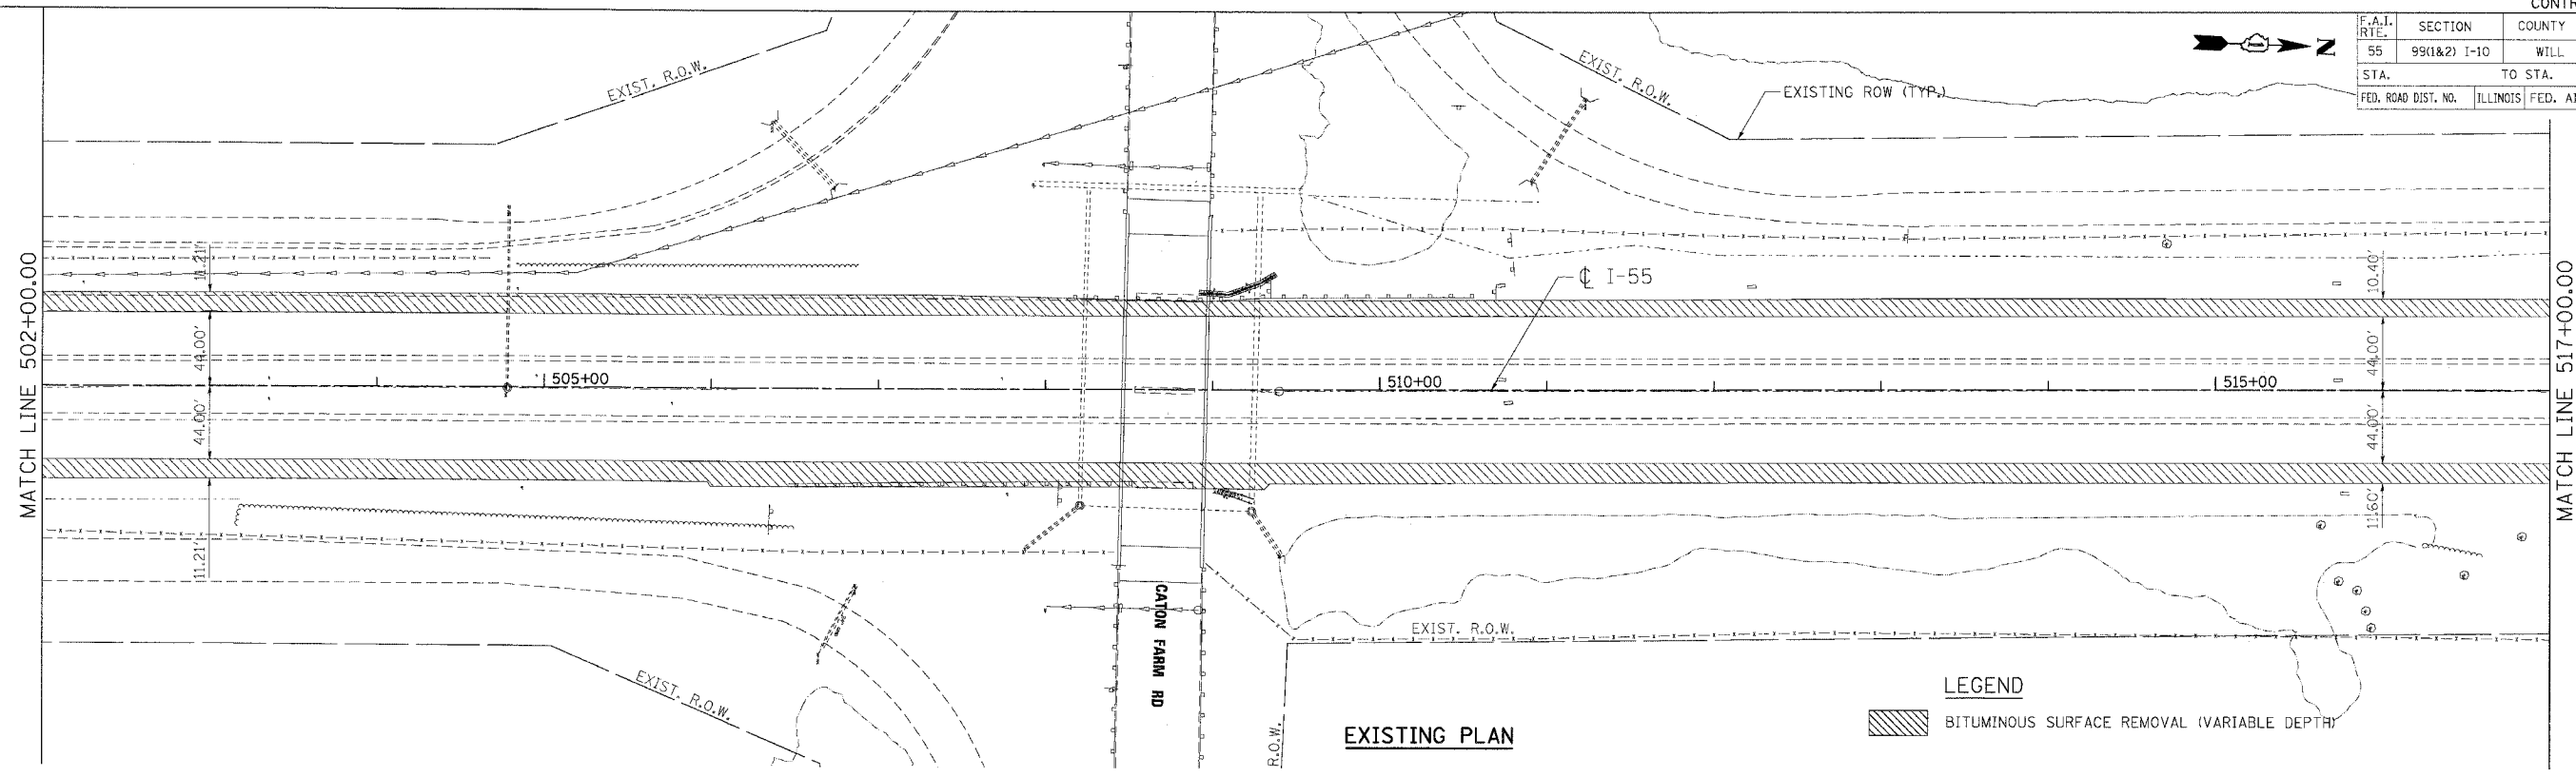 CONTR
F.A.I. RTE. SECTION COUNTY
55 99(1&2) I-10 WILL
STA. TO STA.
FED. ROAD DIST. NO. ILLINOIS FED. AI
N
EXIST. R.O.W.
EXIST. R.O.W.
EXISTING ROW (TYP.)
MATCH LINE 502+00.00
11.21'
44.00'
44.00'
11.21'
℄ I-55
505+00
510+00
515+00
10.40'
44.00'
44.00'
11.60'
MATCH LINE 517+00.00
CATON FARM RD
EXIST. R.O.W.
EXIST. R.O.W.
R.O.W.
EXISTING PLAN
LEGEND
BITUMINOUS SURFACE REMOVAL (VARIABLE DEPTH)